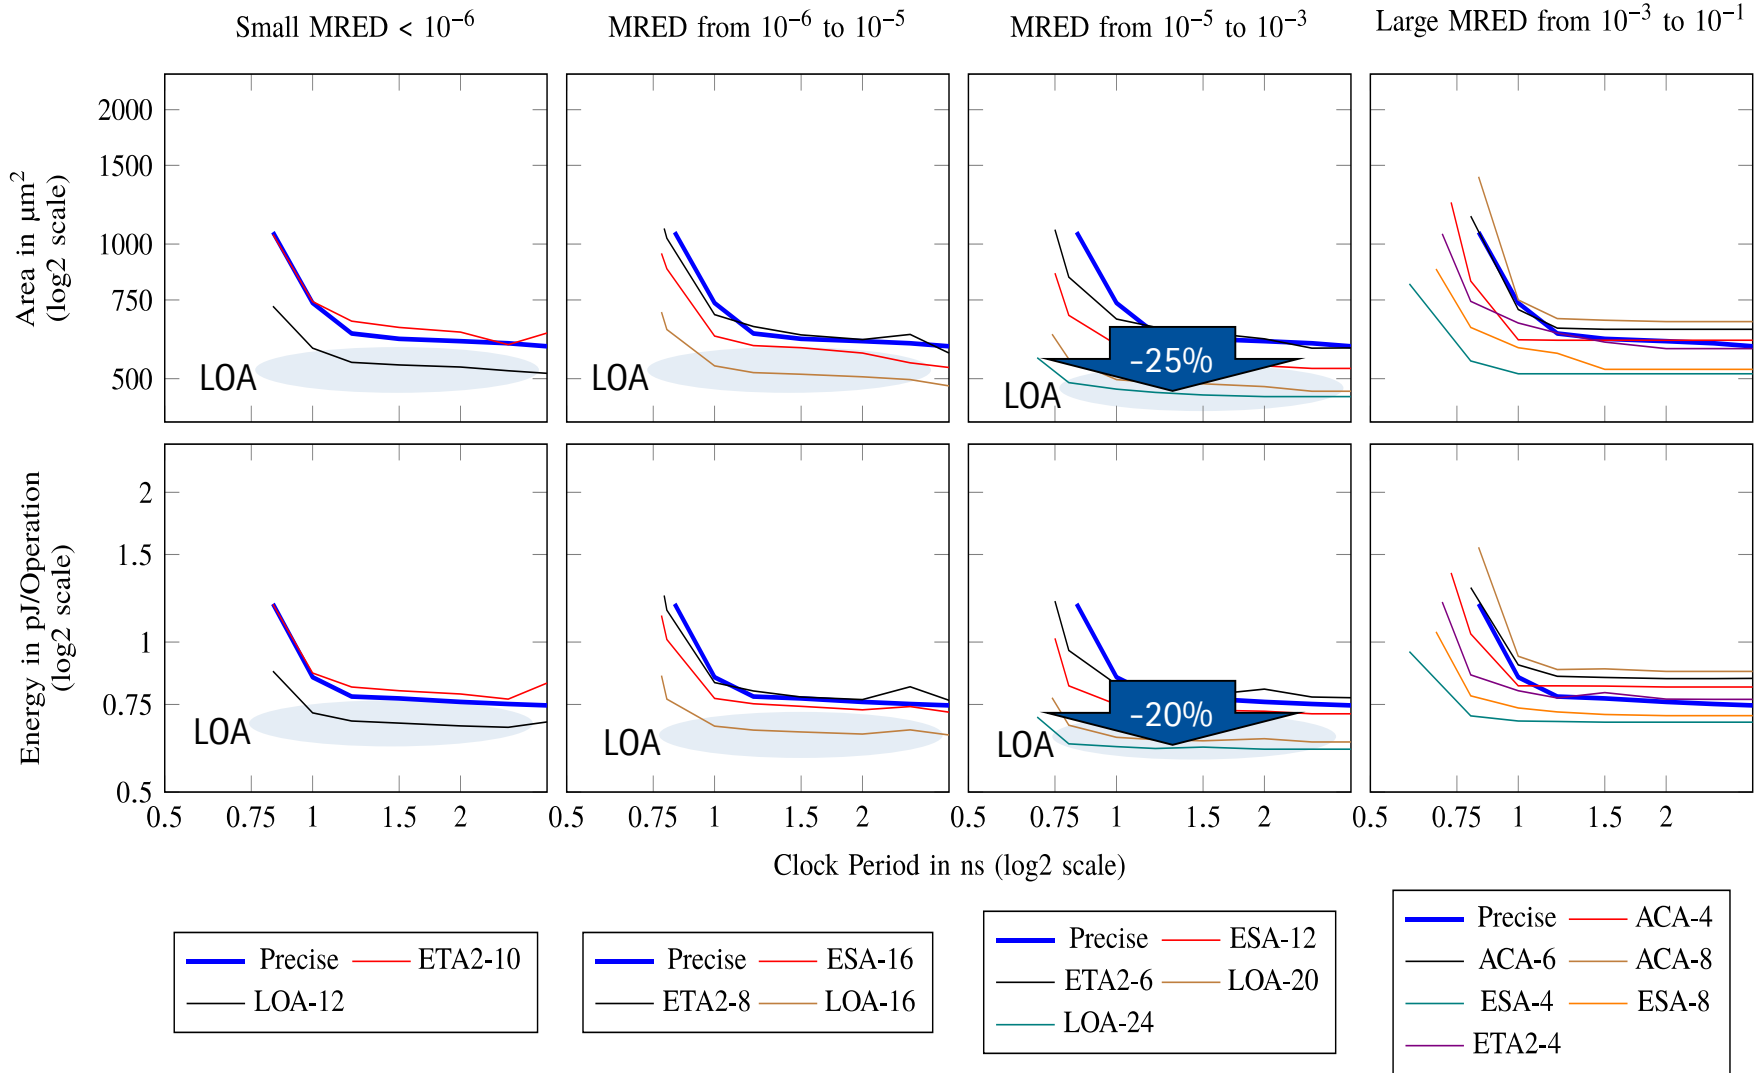 Small MRED < 10⁻⁶
MRED from 10⁻⁶ to 10⁻⁵
MRED from 10⁻⁵ to 10⁻³
Large MRED from 10⁻³ to 10⁻¹
Area in µm²
(log2 scale)
2000
1500
1000
750
500
LOA
LOA
LOA
-25%
Energy in pJ/Operation
(log2 scale)
2
1.5
1
0.75
0.5
LOA
LOA
LOA
-20%
0.5 0.75 1 1.5 2
0.5 0.75 1 1.5 2
0.5 0.75 1 1.5 2
0.5 0.75 1 1.5 2
Clock Period in ns (log2 scale)
Precise ETA2-10
LOA-12
Precise ESA-16
ETA2-8 LOA-16
Precise ESA-12
ETA2-6 LOA-20
LOA-24
Precise ACA-4
ACA-6 ACA-8
ESA-4 ESA-8
ETA2-4